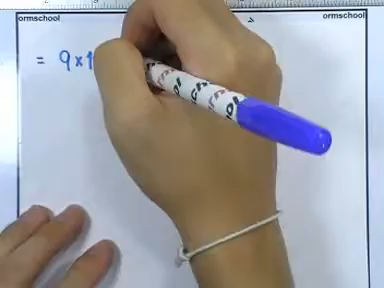 ormschool ormschool
= 9 × 1